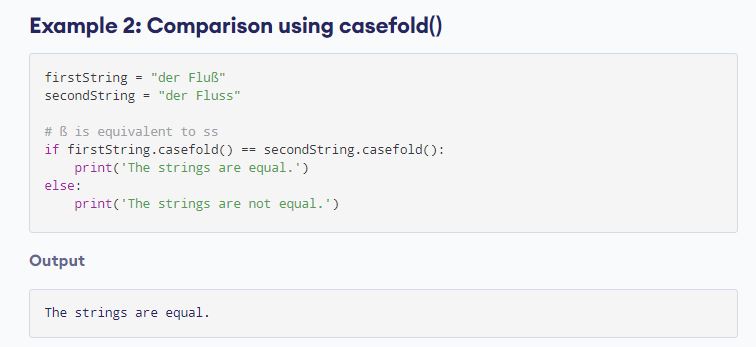 Example 2: Comparison using casefold()
firstString = "der Fluß"
secondString = "der Fluss"
# ß is equivalent to ss
if firstString.casefold() == secondString.casefold():
    print('The strings are equal.')
else:
    print('The strings are not equal.')
Output
The strings are equal.